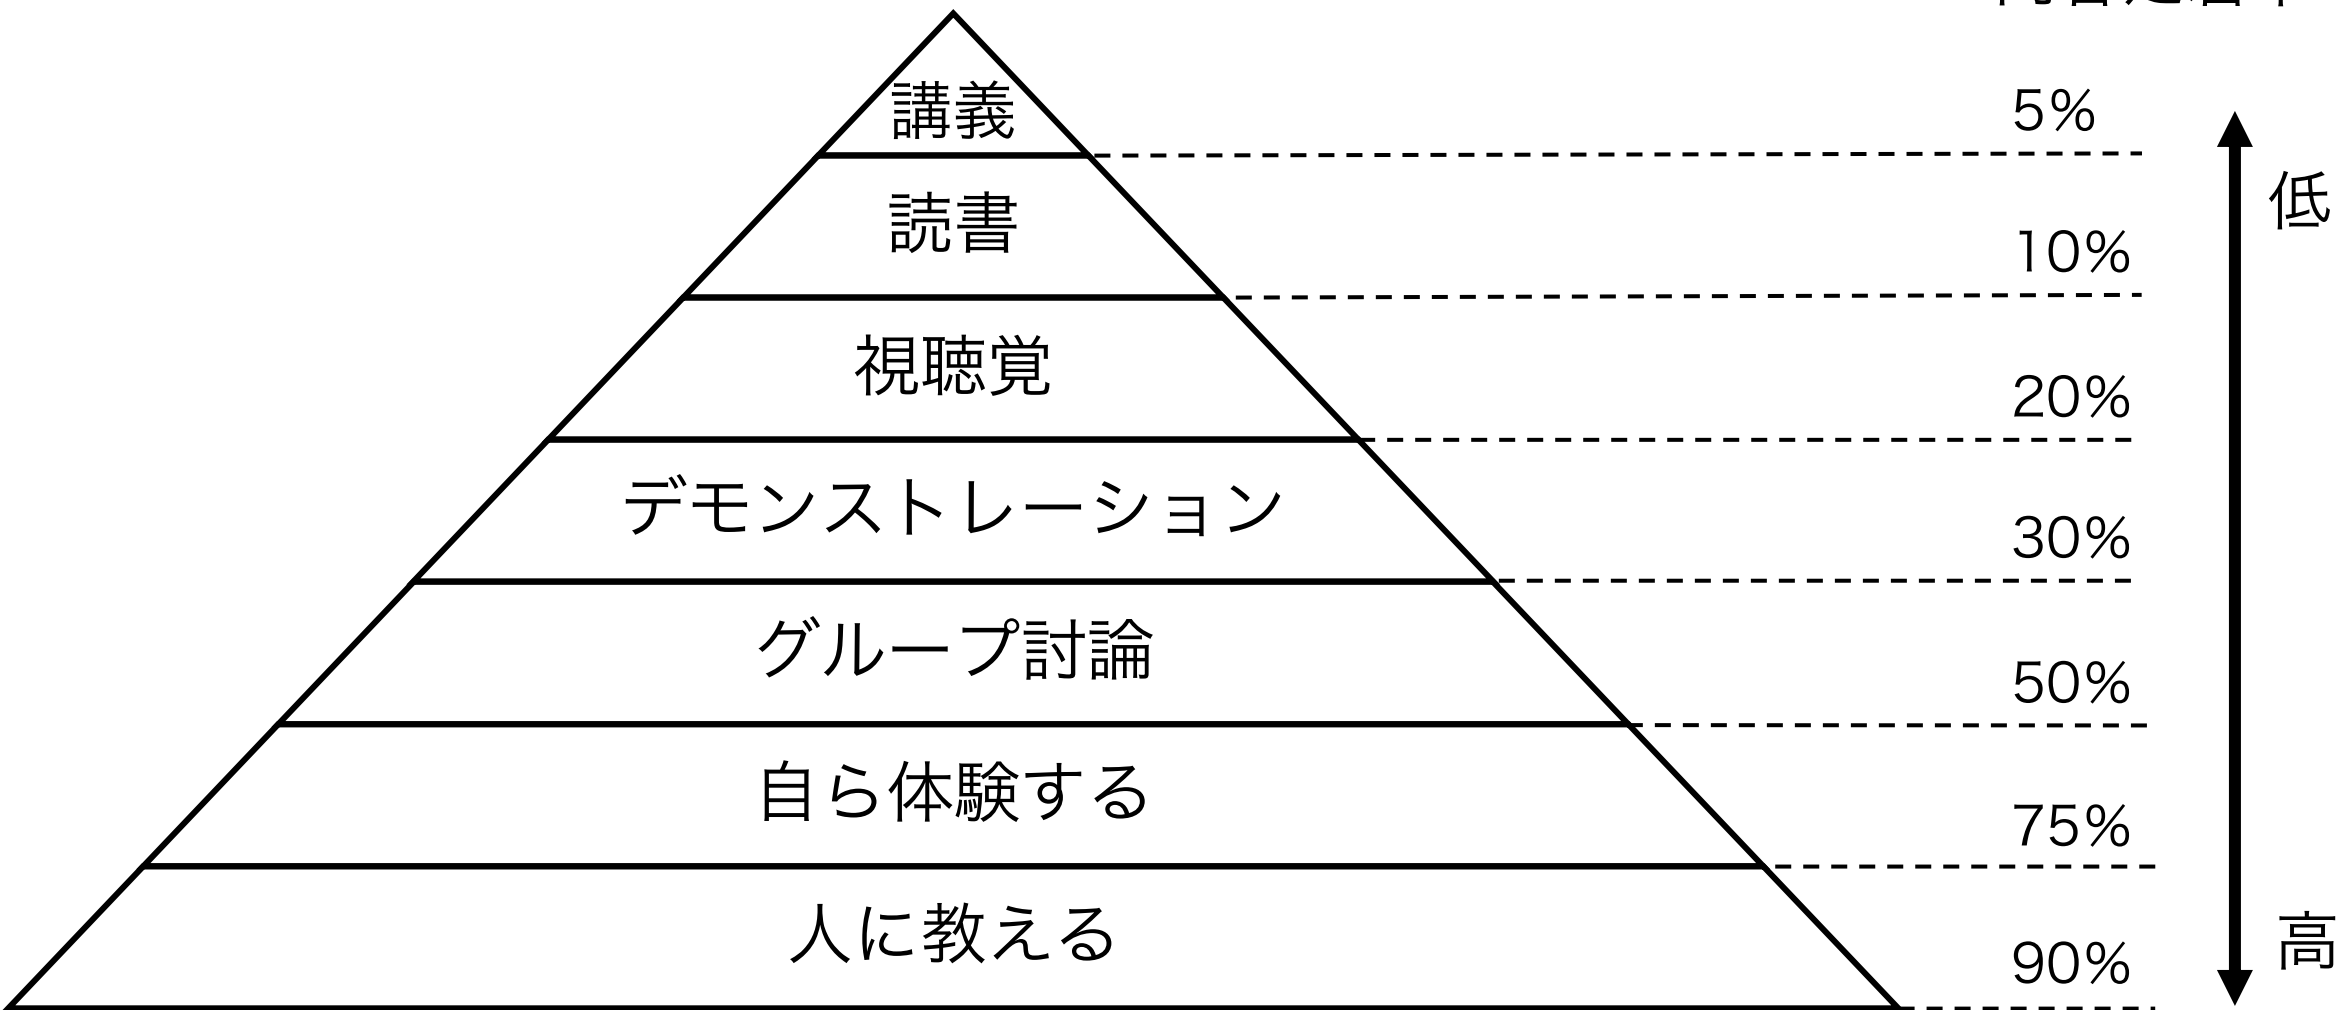 講義 5%
低
読書 10%
視聴覚 20%
デモンストレーション 30%
グループ討論 50%
自ら体験する 75%
人に教える 90%
高